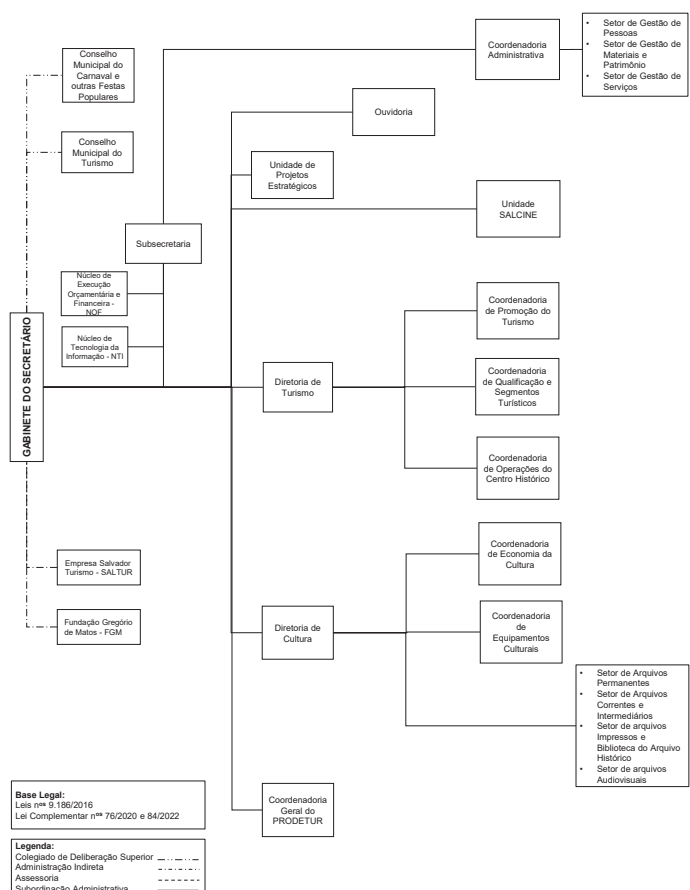 Conselho
Municipal do
Carnaval e
outras Festas
Populares
Conselho
Municipal do
Turismo
Coordenadoria
Administrativa
• Setor de Gestão de
Pessoas
• Setor de Gestão de
Materiais e
Patrimônio
• Setor de Gestão de
Serviços
Ouvidoria
Unidade de
Projetos
Estratégicos
Unidade
SALCINE
Subsecretaria
Núcleo de
Execução
Orçamentária e
Financeira -
NOF
Núcleo de
Tecnologia da
Informação - NTI
GABINETE DO SECRETÁRIO
Coordenadoria
de Promoção do
Turismo
Diretoria de
Turismo
Coordenadoria
de Qualificação e
Segmentos
Turísticos
Coordenadoria
de Operações do
Centro Histórico
Empresa Salvador
Turismo - SALTUR
Fundação Gregório
de Matos - FGM
Coordenadoria
de Economia da
Cultura
Diretoria de
Cultura
Coordenadoria
de
Equipamentos
Culturais
• Setor de Arquivos
Permanentes
• Setor de Arquivos
Correntes e
Intermediários
• Setor de arquivos
Impressos e
Biblioteca do Arquivo
Histórico
• Setor de arquivos
Audiovisuais
Coordenadoria
Geral do
PRODETUR
Base Legal:
Leis nºs 9.186/2016
Lei Complementar nºs 76/2020 e 84/2022
Legenda:
Colegiado de Deliberação Superior
Administração Indireta
Assessoria
Subordinação Administrativa